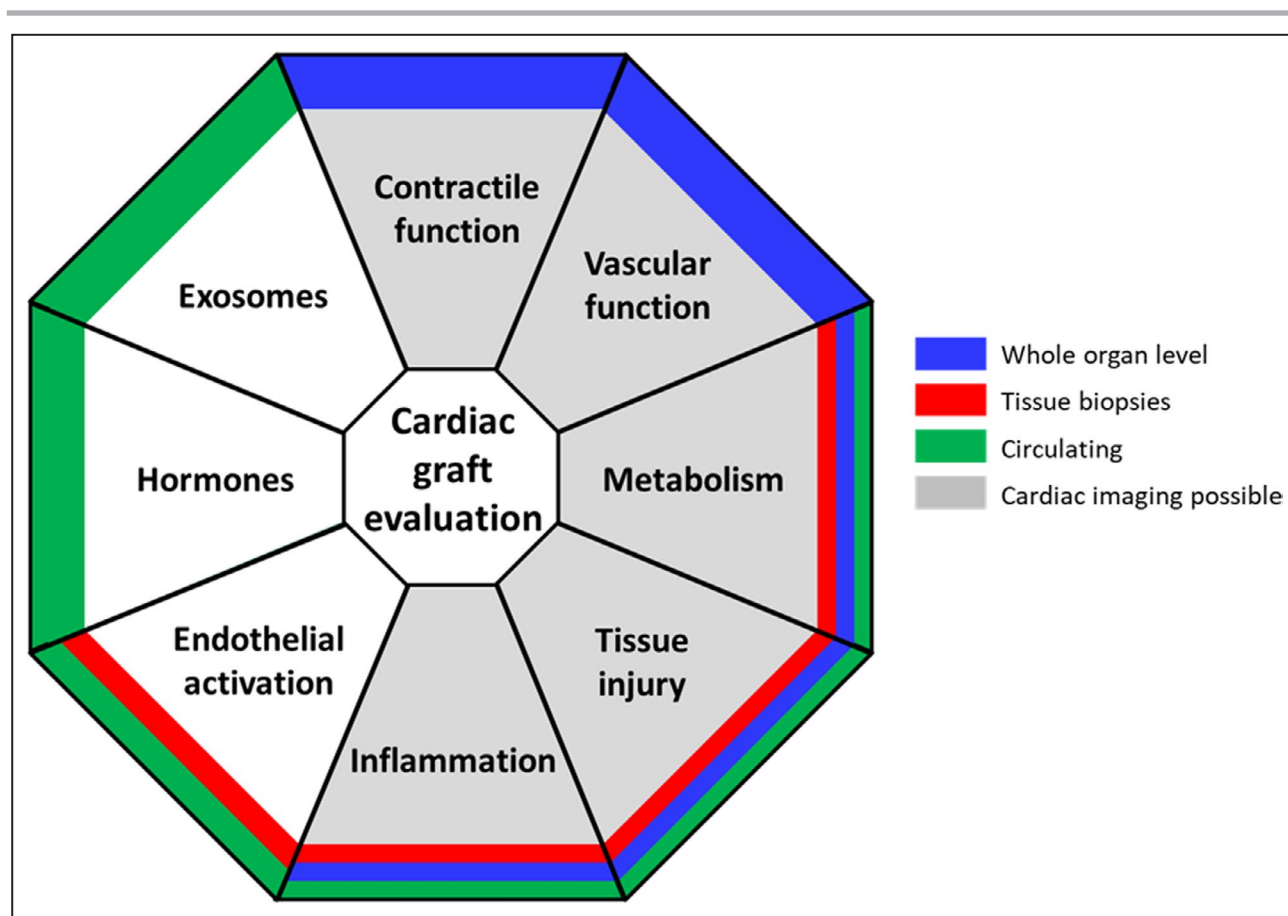 Contractile
function
Vascular
function
Exosomes
Cardiac
graft
evaluation
Hormones
Metabolism
Endothelial
activation
Tissue
injury
Inflammation
Whole organ level
Tissue biopsies
Circulating
Cardiac imaging possible